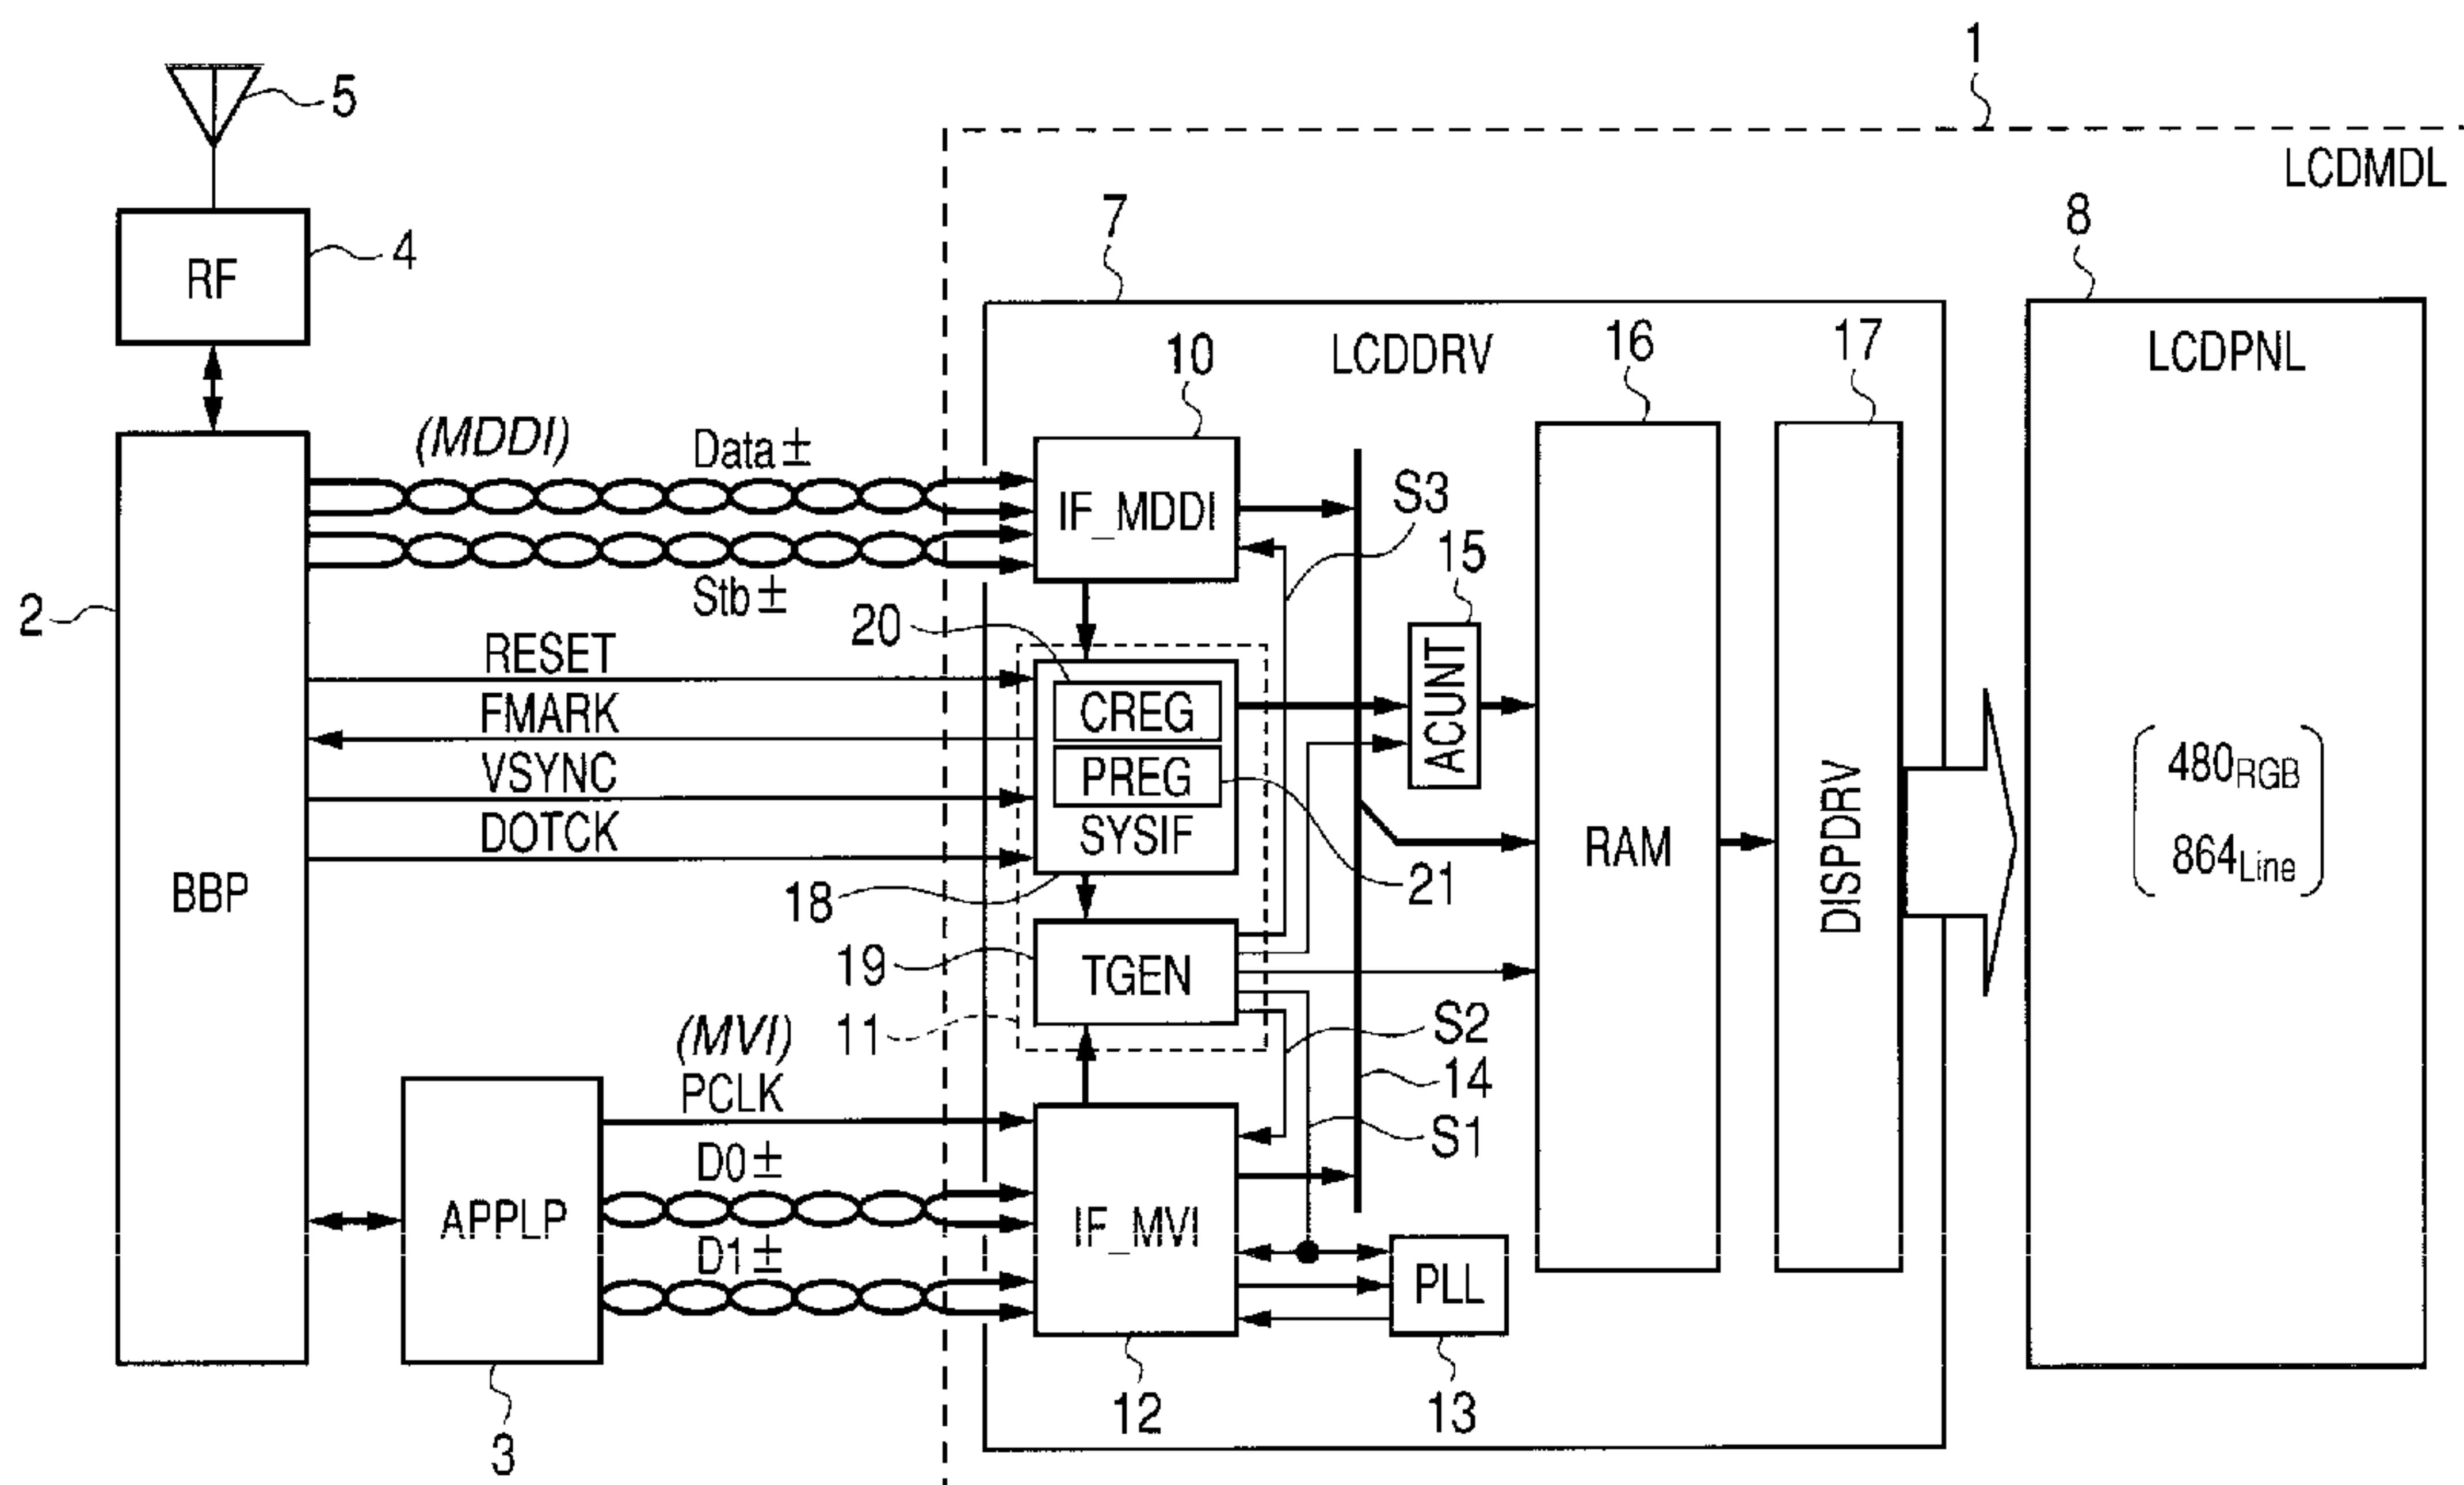 1
LCDMDL
5
7
8
RF
4
LCDDRV
LCDPNL
10
16
17
(MDDI)
Data±
IF_MDDI
S3
15
Stb±
2
20
RESET
CREG
ACUNT
FMARK
PREG
VSYNC
SYSIF
DOTCK
480RGB
864Line
RAM
DISPDRV
BBP
18
21
19
TGEN
11
S2
(MVI)
14
PCLK
S1
D0±
APPLP
IF_MVI
D1±
PLL
12
13
3